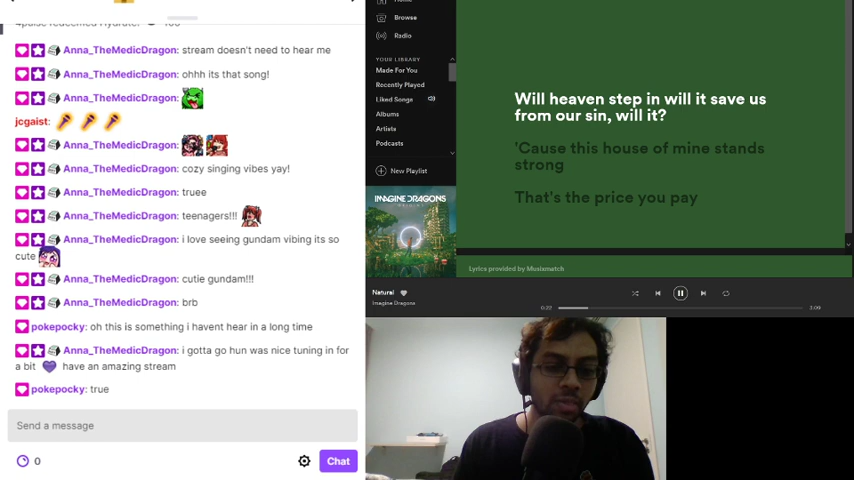 Anna_TheMedicDragon: stream doesn't need to hear me
Anna_TheMedicDragon: ohhh its that song!
Anna_TheMedicDragon:
jcgaist:
Anna_TheMedicDragon:
Anna_TheMedicDragon: cozy singing vibes yay!
Anna_TheMedicDragon: truee
Anna_TheMedicDragon: teenagers!!!
Anna_TheMedicDragon: i love seeing gundam vibing its so
cute
Anna_TheMedicDragon: cutie gundam!!!
Anna_TheMedicDragon: brb
pokepocky: oh this is something i havent hear in a long time
Anna_TheMedicDragon: i gotta go hun was nice tuning in for
a bit have an amazing stream
pokepocky: true
Send a message
0
Chat
Browse
Radio
YOUR LIBRARY
Made For You
Recently Played
Liked Songs
Albums
Artists
Podcasts
New Playlist
IMAGINE DRAGONS
Will heaven step in will it save us
from our sin, will it?
'Cause this house of mine stands
strong
That's the price you pay
Lyrics provided by Musixmatch
Natural
Imagine Dragons
0:22
3:09